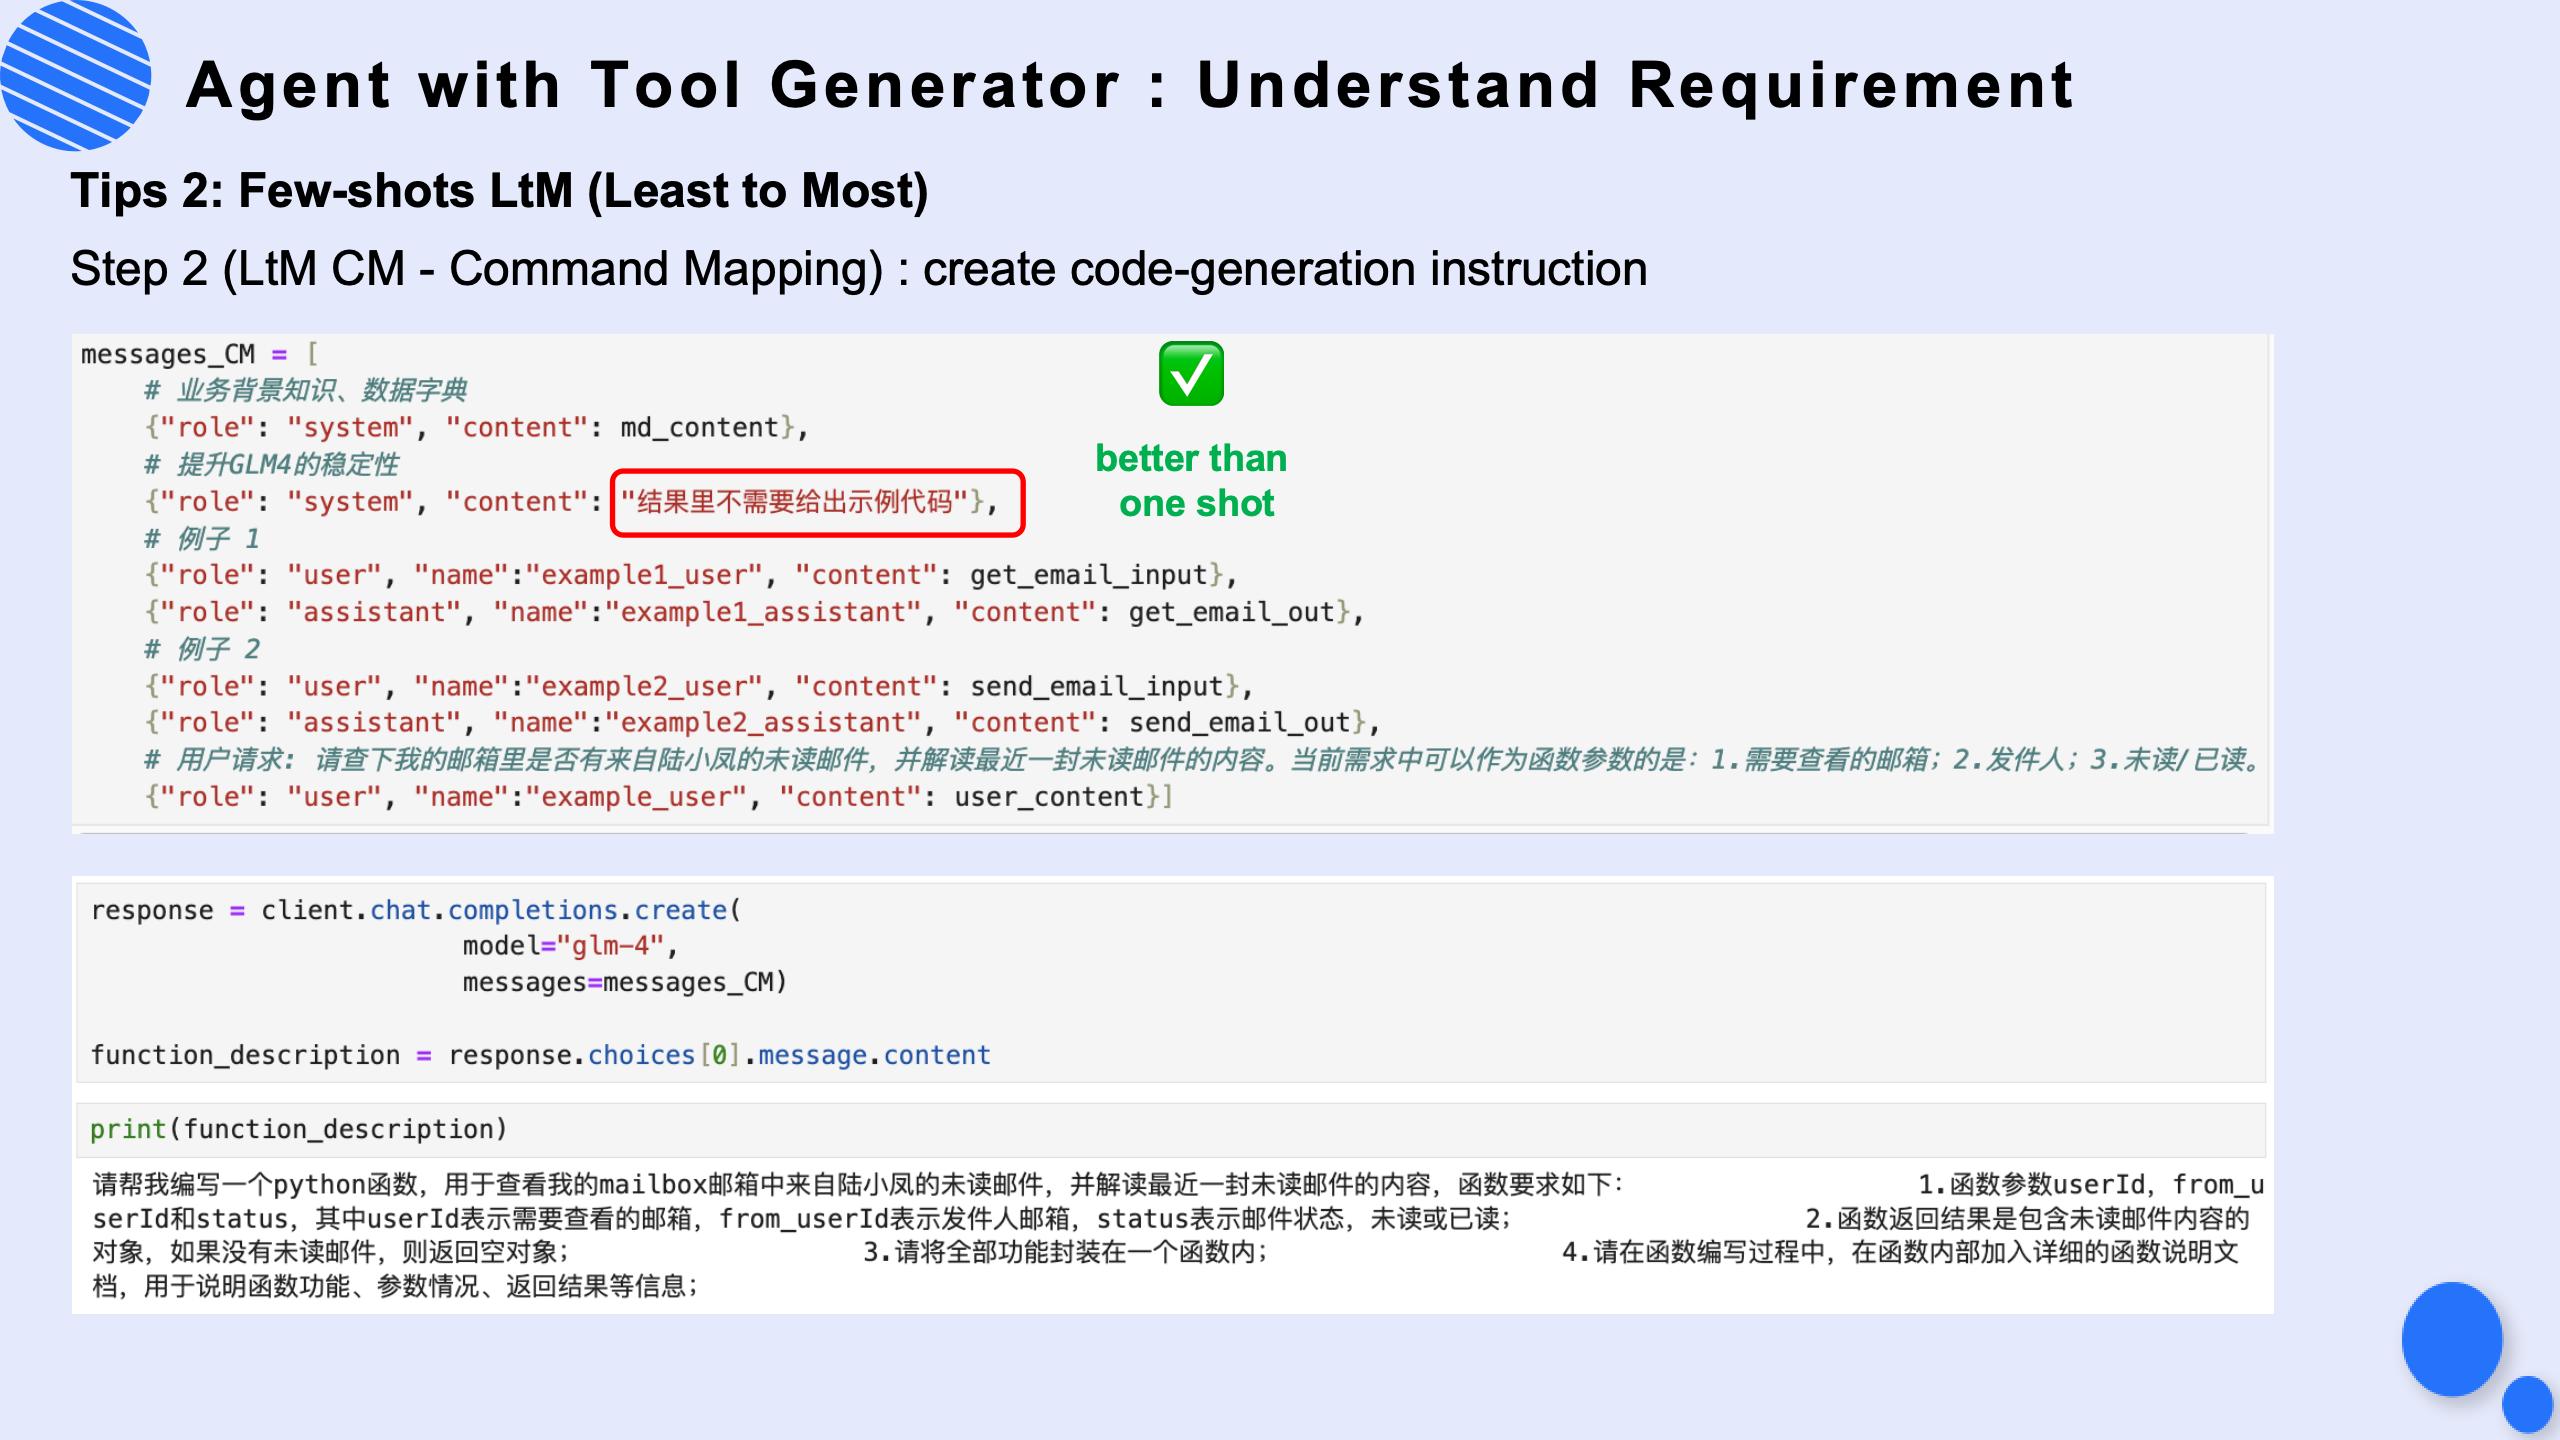 Agent with Tool Generator : Understand Requirement
Tips 2: Few-shots LtM (Least to Most)
Step 2 (LtM CM - Command Mapping) : create code-generation instruction
messages_CM = [
# 业务背景知识、数据字典
{"role": "system", "content": md_content},
# 提升GLM4的稳定性
{"role": "system", "content": "结果里不需要给出示例代码"},
# 例子 1
{"role": "user", "name":"example1_user", "content": get_email_input},
{"role": "assistant", "name":"example1_assistant", "content": get_email_out},
# 例子 2
{"role": "user", "name":"example2_user", "content": send_email_input},
{"role": "assistant", "name":"example2_assistant", "content": send_email_out},
# 用户请求: 请查下我的邮箱里是否有来自陆小凤的未读邮件，并解读最近一封未读邮件的内容。当前需求中可以作为函数参数的是：1.需要查看的邮箱；2.发件人；3.未读/已读。
{"role": "user", "name":"example_user", "content": user_content}]
better than
one shot
response = client.chat.completions.create(
model="glm-4",
messages=messages_CM)
function_description = response.choices[0].message.content
print(function_description)
请帮我编写一个python函数，用于查看我的mailbox邮箱中来自陆小凤的未读邮件，并解读最近一封未读邮件的内容，函数要求如下： 1.函数参数userId，from_u
serId和status，其中userId表示需要查看的邮箱，from_userId表示发件人邮箱，status表示邮件状态，未读或已读； 2.函数返回结果是包含未读邮件内容的
对象，如果没有未读邮件，则返回空对象； 3.请将全部功能封装在一个函数内； 4.请在函数编写过程中，在函数内部加入详细的函数说明文
档，用于说明函数功能、参数情况、返回结果等信息；